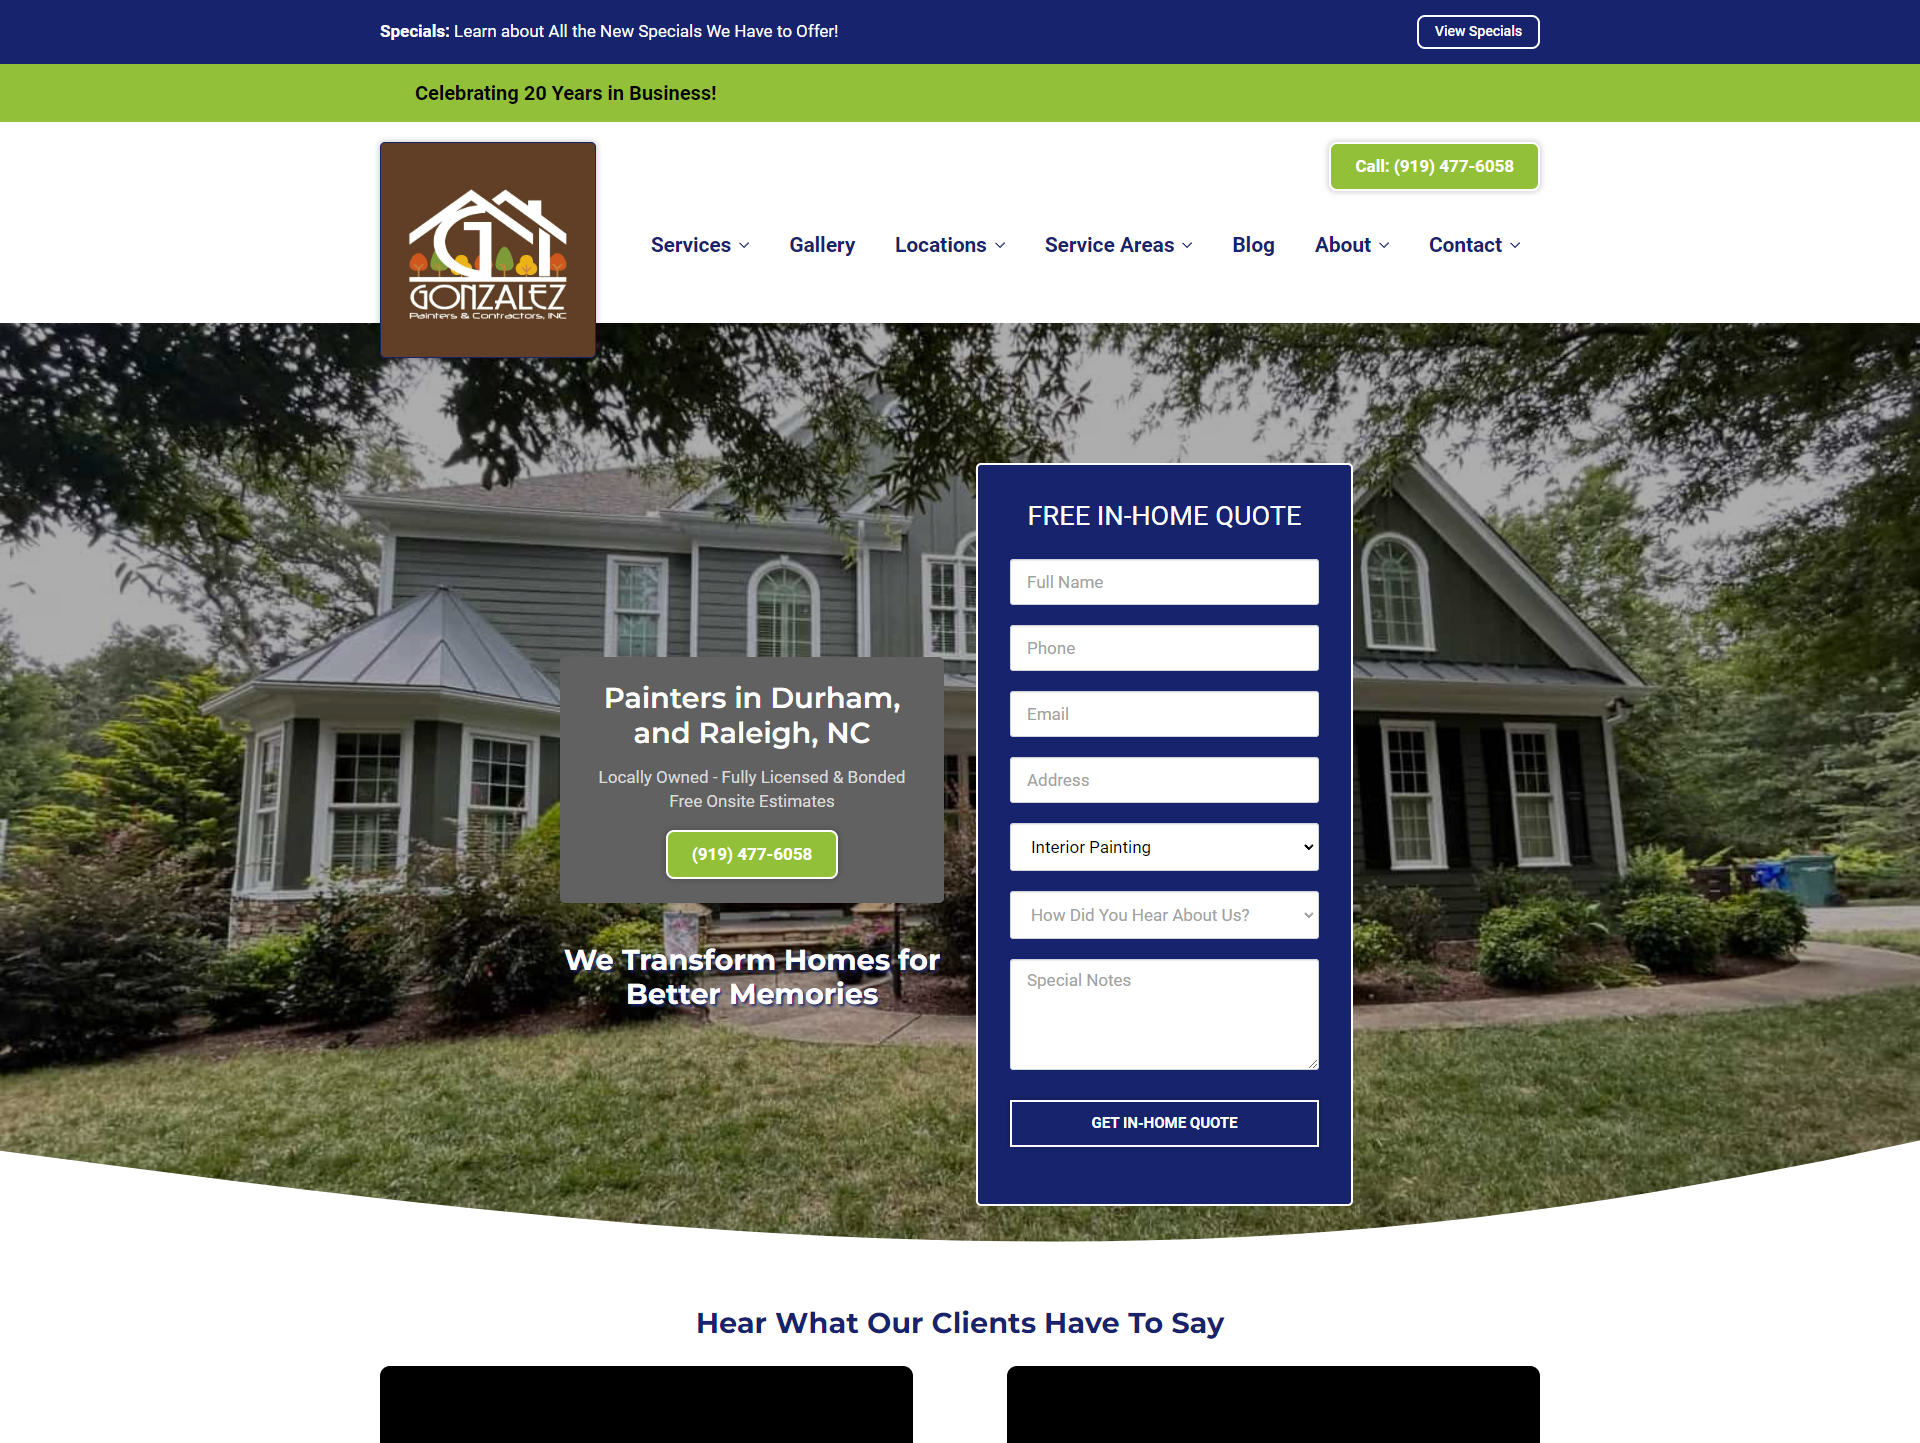 Specials: Learn about All the New Specials We Have to Offer!
View Specials
Celebrating 20 Years in Business!
GONZALEZ
Painters & Contractors, INC
Call: (919) 477-6058
Services
Gallery
Locations
Service Areas
Blog
About
Contact
Painters in Durham,
and Raleigh, NC
Locally Owned - Fully Licensed & Bonded
Free Onsite Estimates
(919) 477-6058
We Transform Homes for
Better Memories
FREE IN-HOME QUOTE
Full Name
Phone
Email
Address
Interior Painting
How Did You Hear About Us?
Special Notes
GET IN-HOME QUOTE
Hear What Our Clients Have To Say